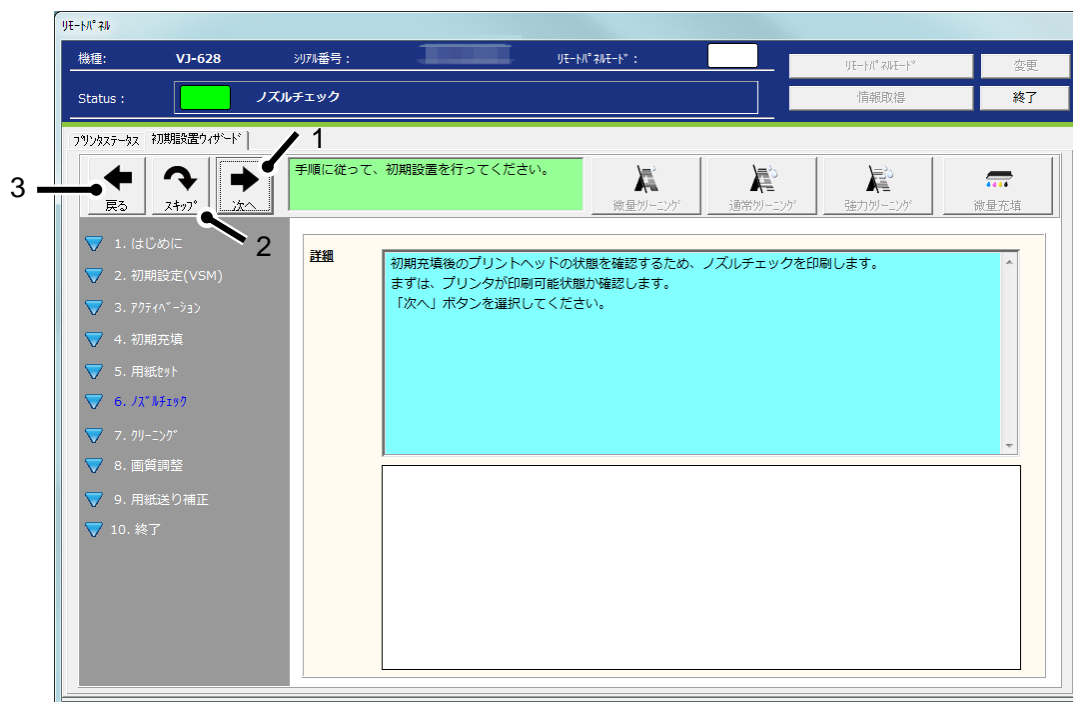 ﾘﾓｰﾄﾊﾟﾈﾙ
機種: VJ-628 ｼﾘｱﾙ番号： ﾘﾓｰﾄﾊﾟﾈﾙﾓｰﾄﾞ： ﾘﾓｰﾄﾊﾟﾈﾙﾓｰﾄﾞ 変更
Status： ノズルチェック 情報取得 終了
ﾌﾟﾘﾝﾀｽﾃｰﾀｽ 初期設置ｳｨｻﾞｰﾄﾞ
1
3
2
戻る ｽｷｯﾌﾟ 次へ
手順に従って、初期設置を行ってください。
微量ｸﾘｰﾆﾝｸﾞ 通常ｸﾘｰﾆﾝｸﾞ 強力ｸﾘｰﾆﾝｸﾞ 微量充填
1. はじめに
2. 初期設定(VSM)
3. ｱｸﾃｨﾍﾞｰｼｮﾝ
4. 初期充填
5. 用紙ｾｯﾄ
6. ﾉｽﾞﾙﾁｪｯｸ
7. ｸﾘｰﾆﾝｸﾞ
8. 画質調整
9. 用紙送り補正
10. 終了
詳細
初期充填後のプリントヘッドの状態を確認するため、ノズルチェックを印刷します。
まずは、プリンタが印刷可能状態か確認します。
「次へ」ボタンを選択してください。